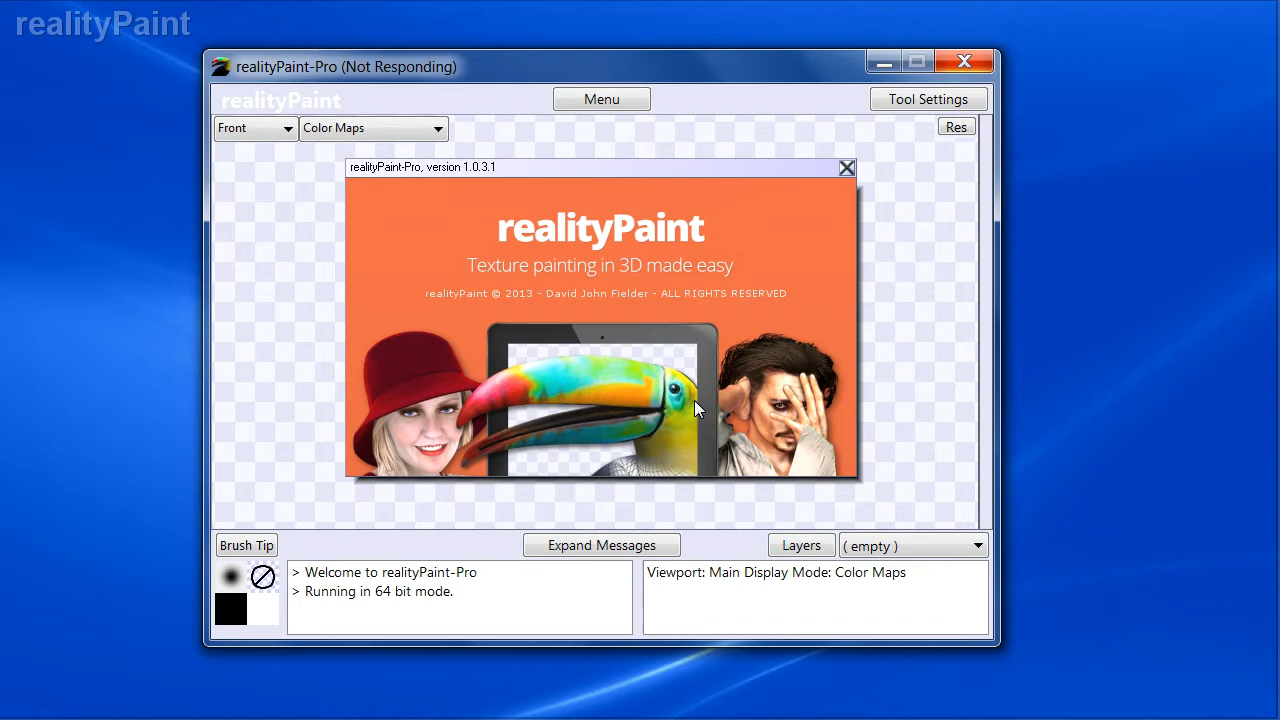 realityPaint
realityPaint-Pro (Not Responding)
realityPaint
Menu
Tool Settings
Front
Color Maps
Res
realityPaint-Pro, version 1.0.3.1
realityPaint
Texture painting in 3D made easy
realityPaint © 2013 - David John Fielder - ALL RIGHTS RESERVED
Brush Tip
Expand Messages
Layers
( empty )
> Welcome to realityPaint-Pro
> Running in 64 bit mode.
Viewport: Main Display Mode: Color Maps